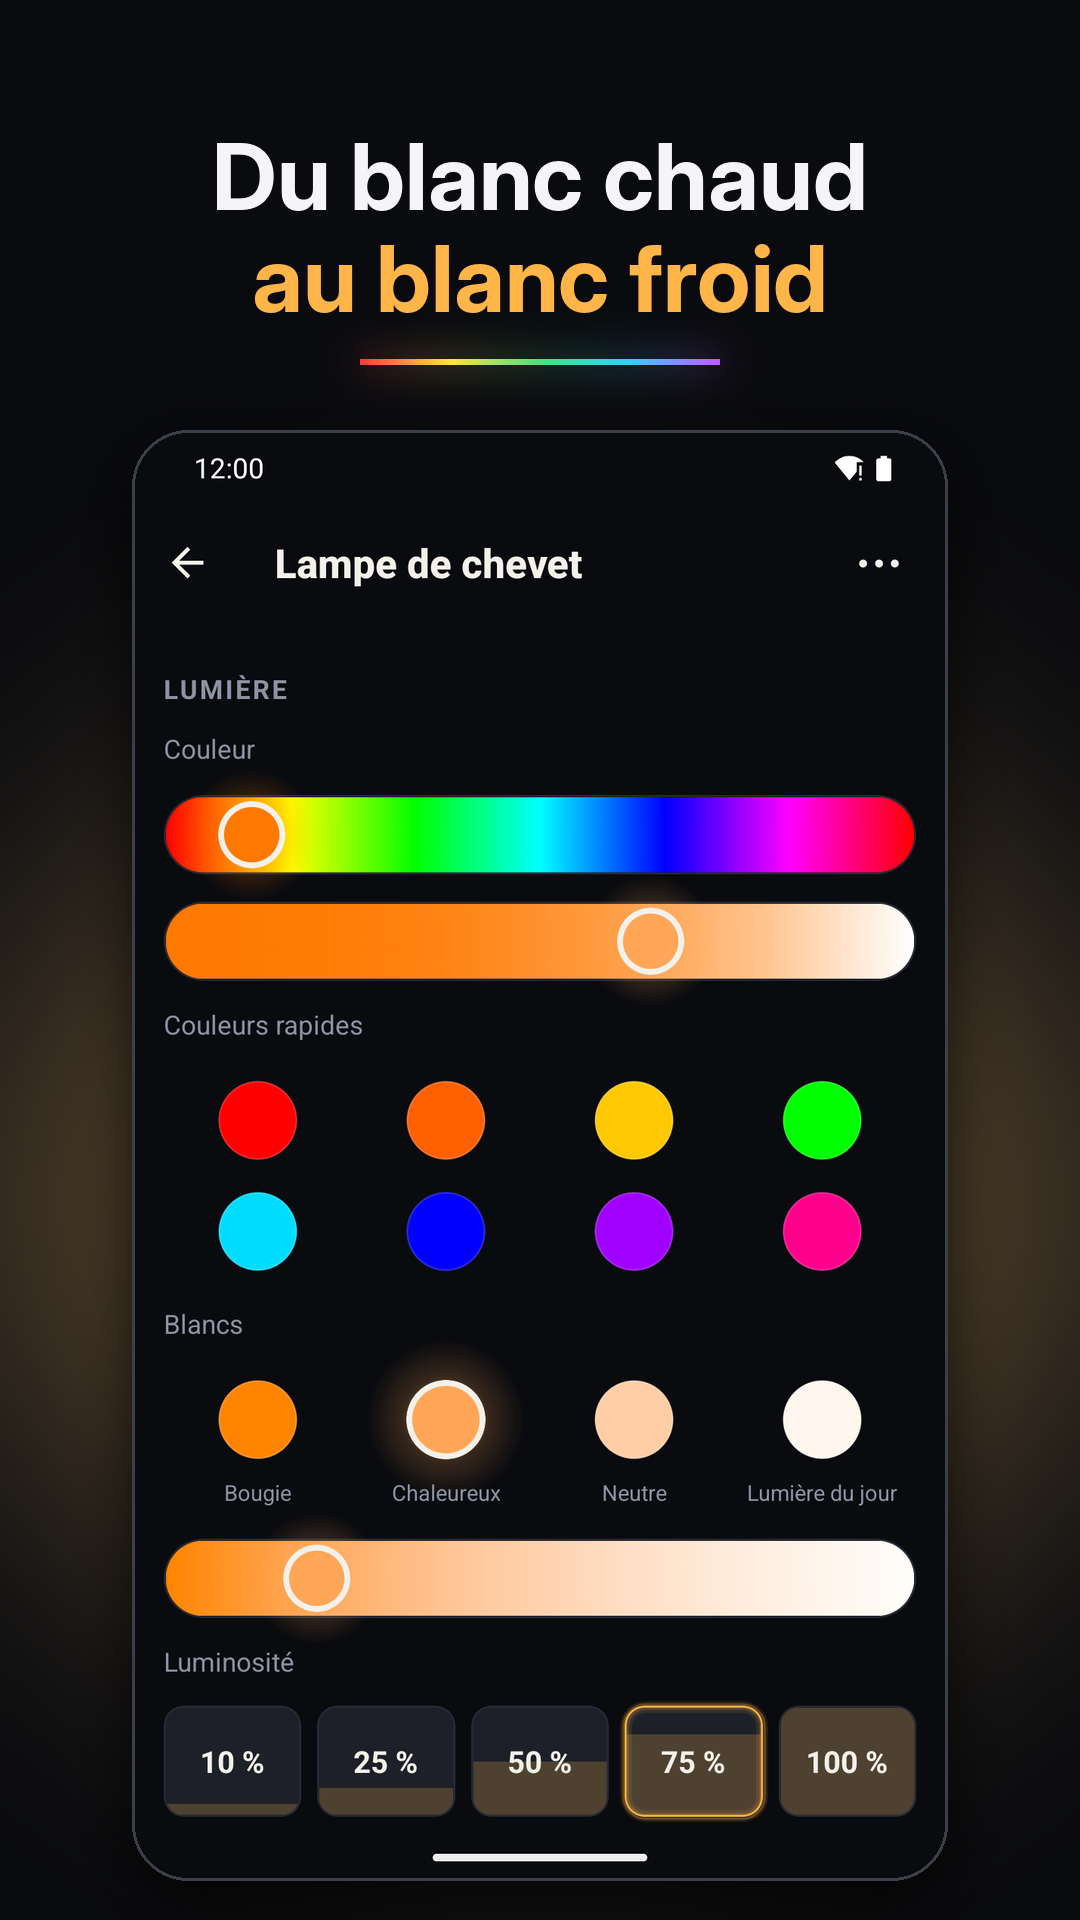 Du blanc chaud
au blanc froid
12:00
Lampe de chevet
LUMIÈRE
Couleur
Couleurs rapides
Blancs
Bougie
Chaleureux
Neutre
Lumière du jour
Luminosité
10 %
25 %
50 %
75 %
100 %